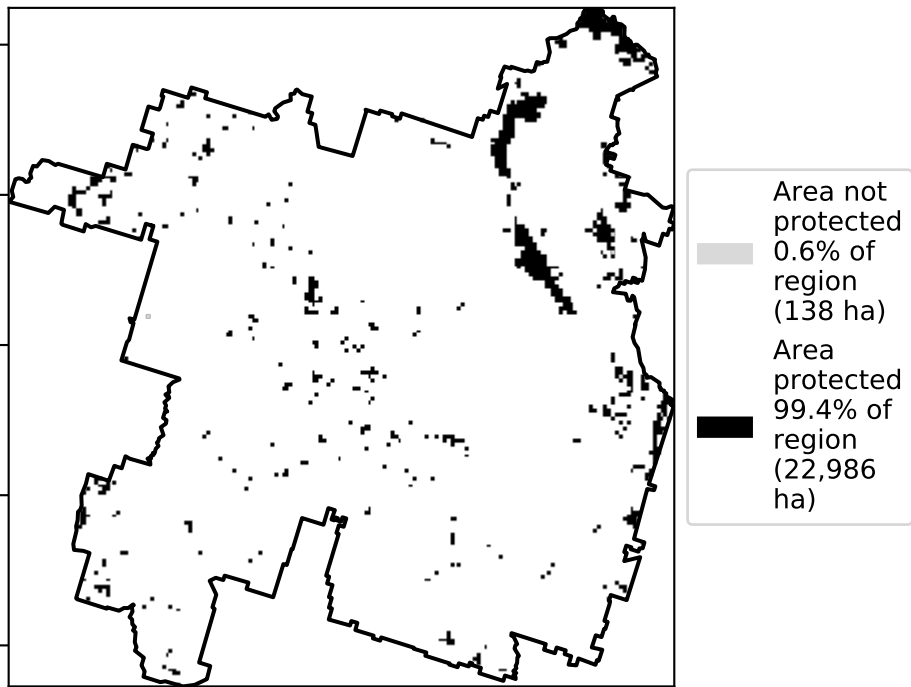 Area not
protected
0.6% of
region
(138 ha)
Area
protected
99.4% of
region
(22,986
ha)